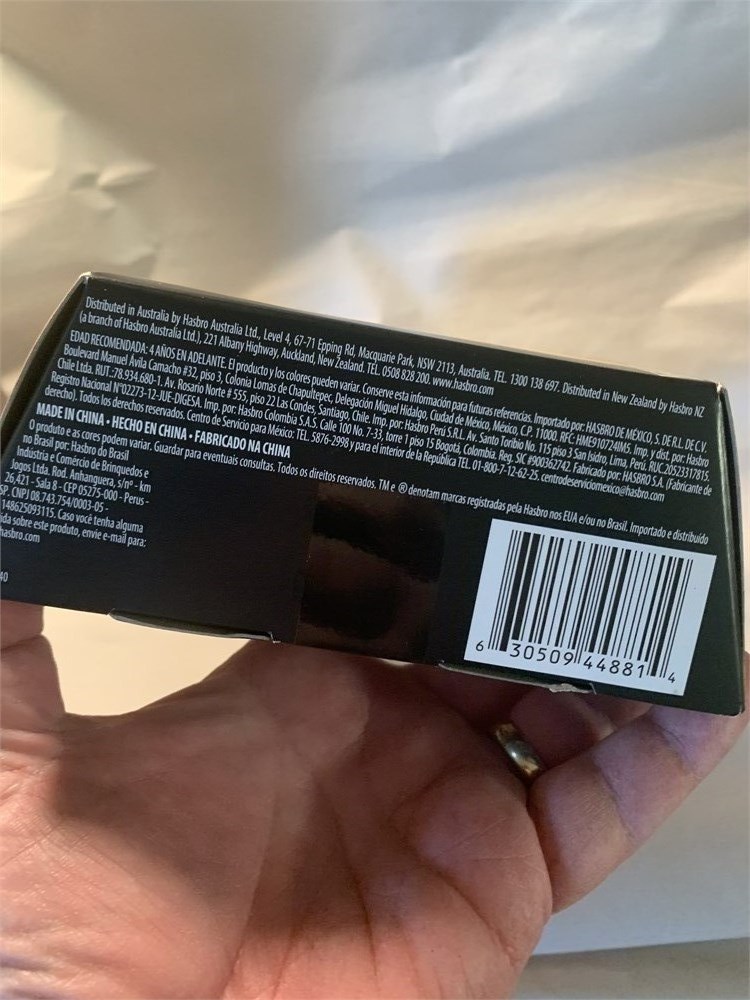 Distributed in Australia by Hasbro Australia Ltd., Level 4, 67-71 Epping Rd, Macquarie Park, NSW 2113, Australia. TEL. 1300 138 697. Distributed in New Zealand by Hasbro NZ
(a branch of Hasbro Australia Ltd.), 221 Albany Highway, Auckland, New Zealand. TEL. 0508 828 200. www.hasbro.com
EDAD RECOMENDADA: 4 AÑOS EN ADELANTE. El producto y los colores pueden variar. Conserve esta información para futuras referencias. Importado por: HASBRO DE MÉXICO, S. DE R.L. DE C.V.
Boulevard Manuel Ávila Camacho #32, piso 3, Colonia Lomas de Chapultepec, Delegación Miguel Hidalgo, Ciudad de México, México, C.P. 11000. RFC: HME910724IM5. Imp. y dist. por: Hasbro
Chile Ltda. RUT.:78.934.680-1. Av. Rosario Norte # 555, piso 22 Las Condes, Santiago, Chile. Imp. por: Hasbro Perú S.R.L. Av. Santo Toribio No. 115 piso 3 San Isidro, Lima, Perú, RUC 20523317815.
Registro Nacional Nº02273-12-JUE-DIGESA. Imp. por: Hasbro Colombia S.A.S. Calle 100 No. 7-33, torre 1 piso 15 Bogotá, Colombia. Reg. SIC #900362742. Fabricado por: HASBRO S.A. (Fabricante de
derecho). Todos los derechos reservados. Centro de Servicio para México: TEL. 5876-2998 y para el interior de la República TEL. 01-800-7-12-62-25. centrodeserviciomexico@hasbro.com
MADE IN CHINA • HECHO EN CHINA • FABRICADO NA CHINA
O produto e as cores podem variar. Guardar para eventuais consultas. Todos os direitos reservados. TM e ® denotam marcas registradas pela Hasbro nos EUA e/ou no Brasil. Importado e distribuído
no Brasil por: Hasbro do Brasil
Indústria e Comércio de Brinquedos e
Jogos Ltda. Rod. Anhanguera, s/nº - km
26,421 - Sala 8 - CEP 05275-000 - Perus -
SP. CNPJ 08.743.754/0003-05 -
148625093115. Caso você tenha alguma
sobre este produto, envie e-mail para:
hasbro.com
40
6 30509 44881 4